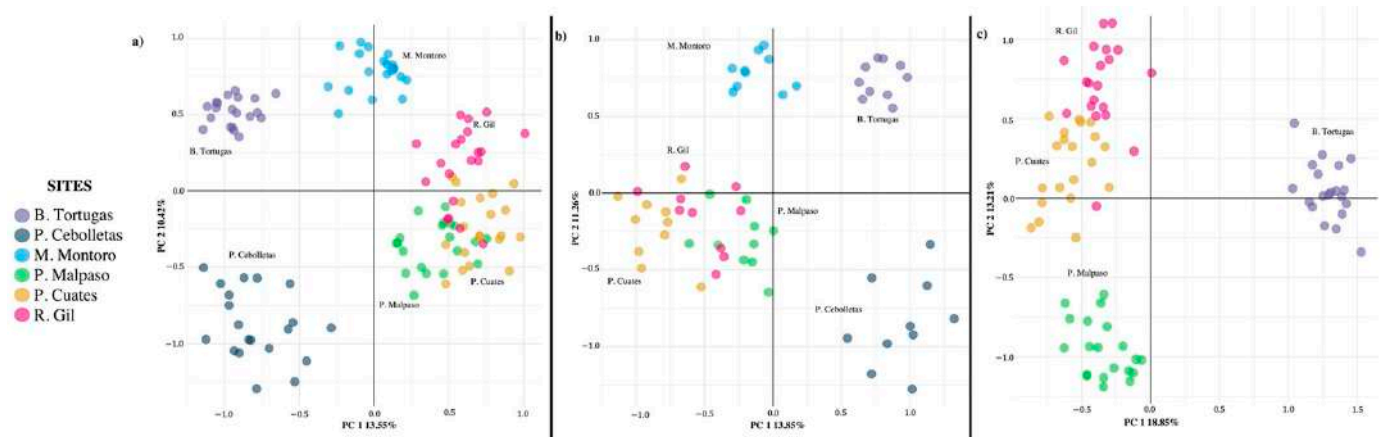 SITES
B. Tortugas
P. Cebolletas
M. Montoro
P. Malpaso
P. Cuates
R. Gil
a)
M. Montoro
B. Tortugas
R. Gil
P. Cebolletas
P. Malpaso
P. Cuates
1.0
0.5
0.0
−0.5
−1.0
PC 2 10.42%
−1.0
−0.5
0.0
0.5
1.0
PC 1 13.55%
b)
M. Montoro
B. Tortugas
R. Gil
P. Malpaso
P. Cuates
P. Cebolletas
1.0
0.5
0.0
−0.5
−1.0
PC 2 11.26%
−1.0
−0.5
0.0
0.5
1.0
PC 1 13.85%
c)
R. Gil
B. Tortugas
P. Cuates
P. Malpaso
1.0
0.5
0.0
−0.5
−1.0
PC 2 13.21%
−0.5
0.0
0.5
1.0
1.5
PC 1 18.85%